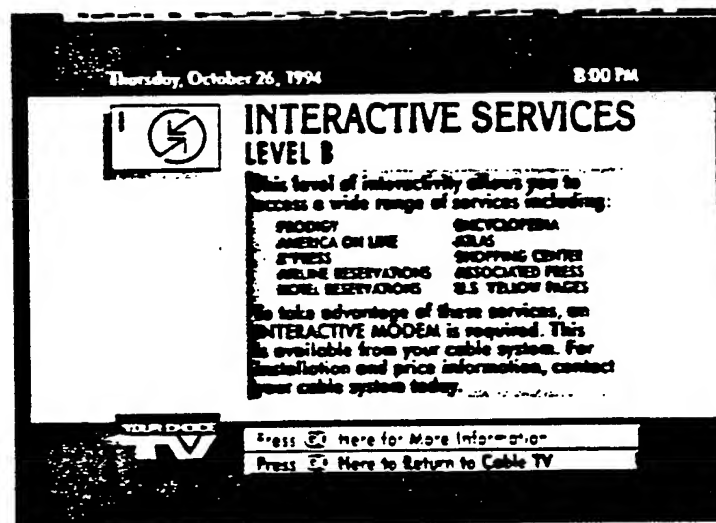 Thursday, October 26, 1994 8:00 PM
INTERACTIVE SERVICES
LEVEL B
This level of interactivity allows you to
access a wide range of services including:
PRODIGY ENCYCLOPEDIA
AMERICA ON LINE ATLAS
X*PRESS SHOPPING CENTER
AIRLINE RESERVATIONS ASSOCIATED PRESS
HOTEL RESERVATIONS U.S YELLOW PAGES
To take advantage of these services, an
INTERACTIVE MODEM is required. This
is available from your cable system. For
installation and price information, contact
your cable system today.
YOUR CHOICE
TV
Press Here for More Information
Press Here to Return to Cable TV